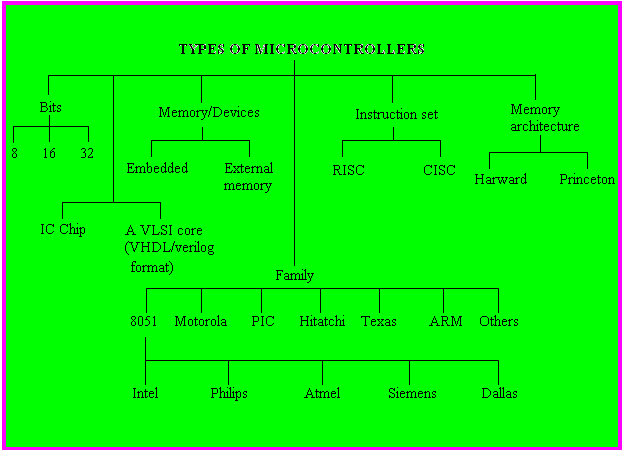 TYPES OF MICROCONTROLLERS
Bits
8 16 32
Memory/Devices
Embedded
External
memory
Instruction set
RISC CISC
Memory
architecture
Harward Princeton
IC Chip
A VLSI core
(VHDL/verilog
format)
Family
8051 Motorola PIC Hitatchi Texas ARM Others
Intel Philips Atmel Siemens Dallas